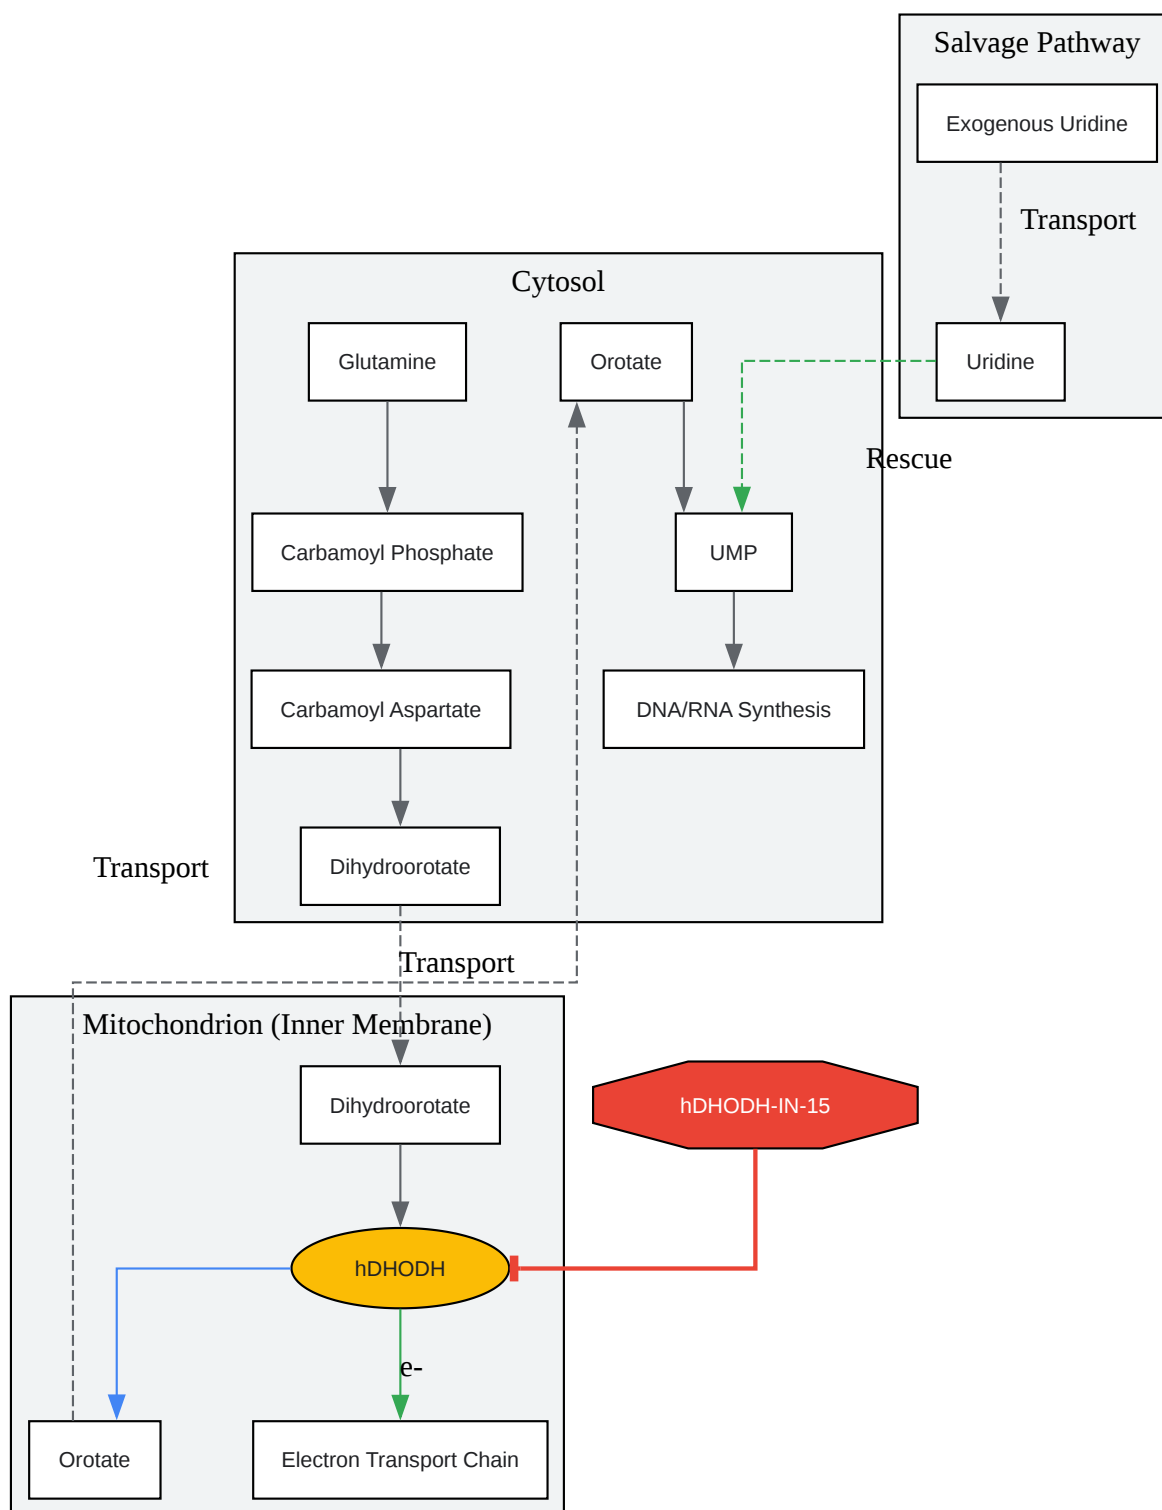 Salvage Pathway
Exogenous Uridine
Transport
Cytosol
Glutamine
Orotate
Uridine
Rescue
Carbamoyl Phosphate
UMP
Carbamoyl Aspartate
DNA/RNA Synthesis
Transport
Dihydroorotate
Transport
Mitochondrion (Inner Membrane)
Dihydroorotate
hDHODH-IN-15
hDHODH
e-
Orotate
Electron Transport Chain